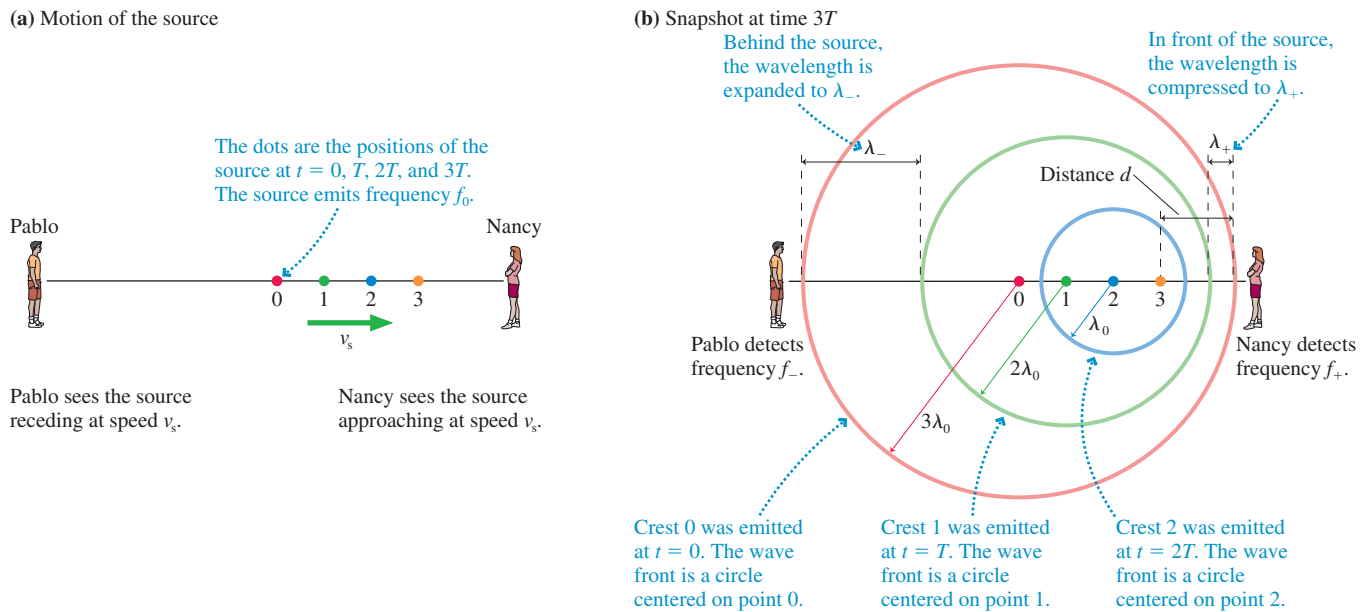 (a) Motion of the source
The dots are the positions of the
source at t = 0, T, 2T, and 3T.
The source emits frequency f₀.
Pablo
Nancy
0 1 2 3
vₛ
Pablo sees the source
receding at speed vₛ.
Nancy sees the source
approaching at speed vₛ.
(b) Snapshot at time 3T
Behind the source,
the wavelength is
expanded to λ₋.
In front of the source,
the wavelength is
compressed to λ₊.
λ₋
λ₊
Distance d
0 1 2 3
λ₀
2λ₀
3λ₀
Pablo detects
frequency f₋.
Nancy detects
frequency f₊.
Crest 0 was emitted
at t = 0. The wave
front is a circle
centered on point 0.
Crest 1 was emitted
at t = T. The wave
front is a circle
centered on point 1.
Crest 2 was emitted
at t = 2T. The wave
front is a circle
centered on point 2.